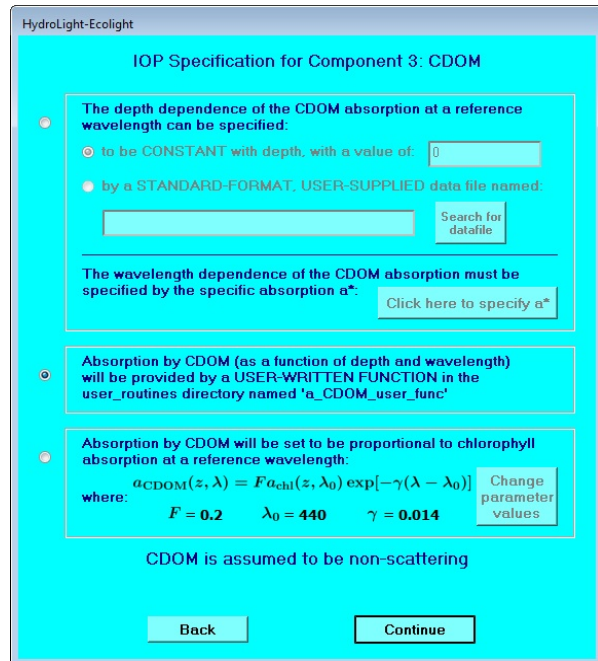 HydroLight-Ecolight
IOP Specification for Component 3: CDOM
The depth dependence of the CDOM absorption at a reference
wavelength can be specified:
to be CONSTANT with depth, with a value of: 0
by a STANDARD-FORMAT, USER-SUPPLIED data file named:
Search for
datafile
The wavelength dependence of the CDOM absorption must be
specified by the specific absorption a*:
Click here to specify a*
Absorption by CDOM (as a function of depth and wavelength)
will be provided by a USER-WRITTEN FUNCTION in the
user_routines directory named 'a_CDOM_user_func'
Absorption by CDOM will be set to be proportional to chlorophyll
absorption at a reference wavelength:
a_CDOM(z, λ) = F a_chl(z, λ₀) exp[−γ(λ − λ₀)]
where:
F = 0.2 λ₀ = 440 γ = 0.014
Change
parameter
values
CDOM is assumed to be non-scattering
Back Continue